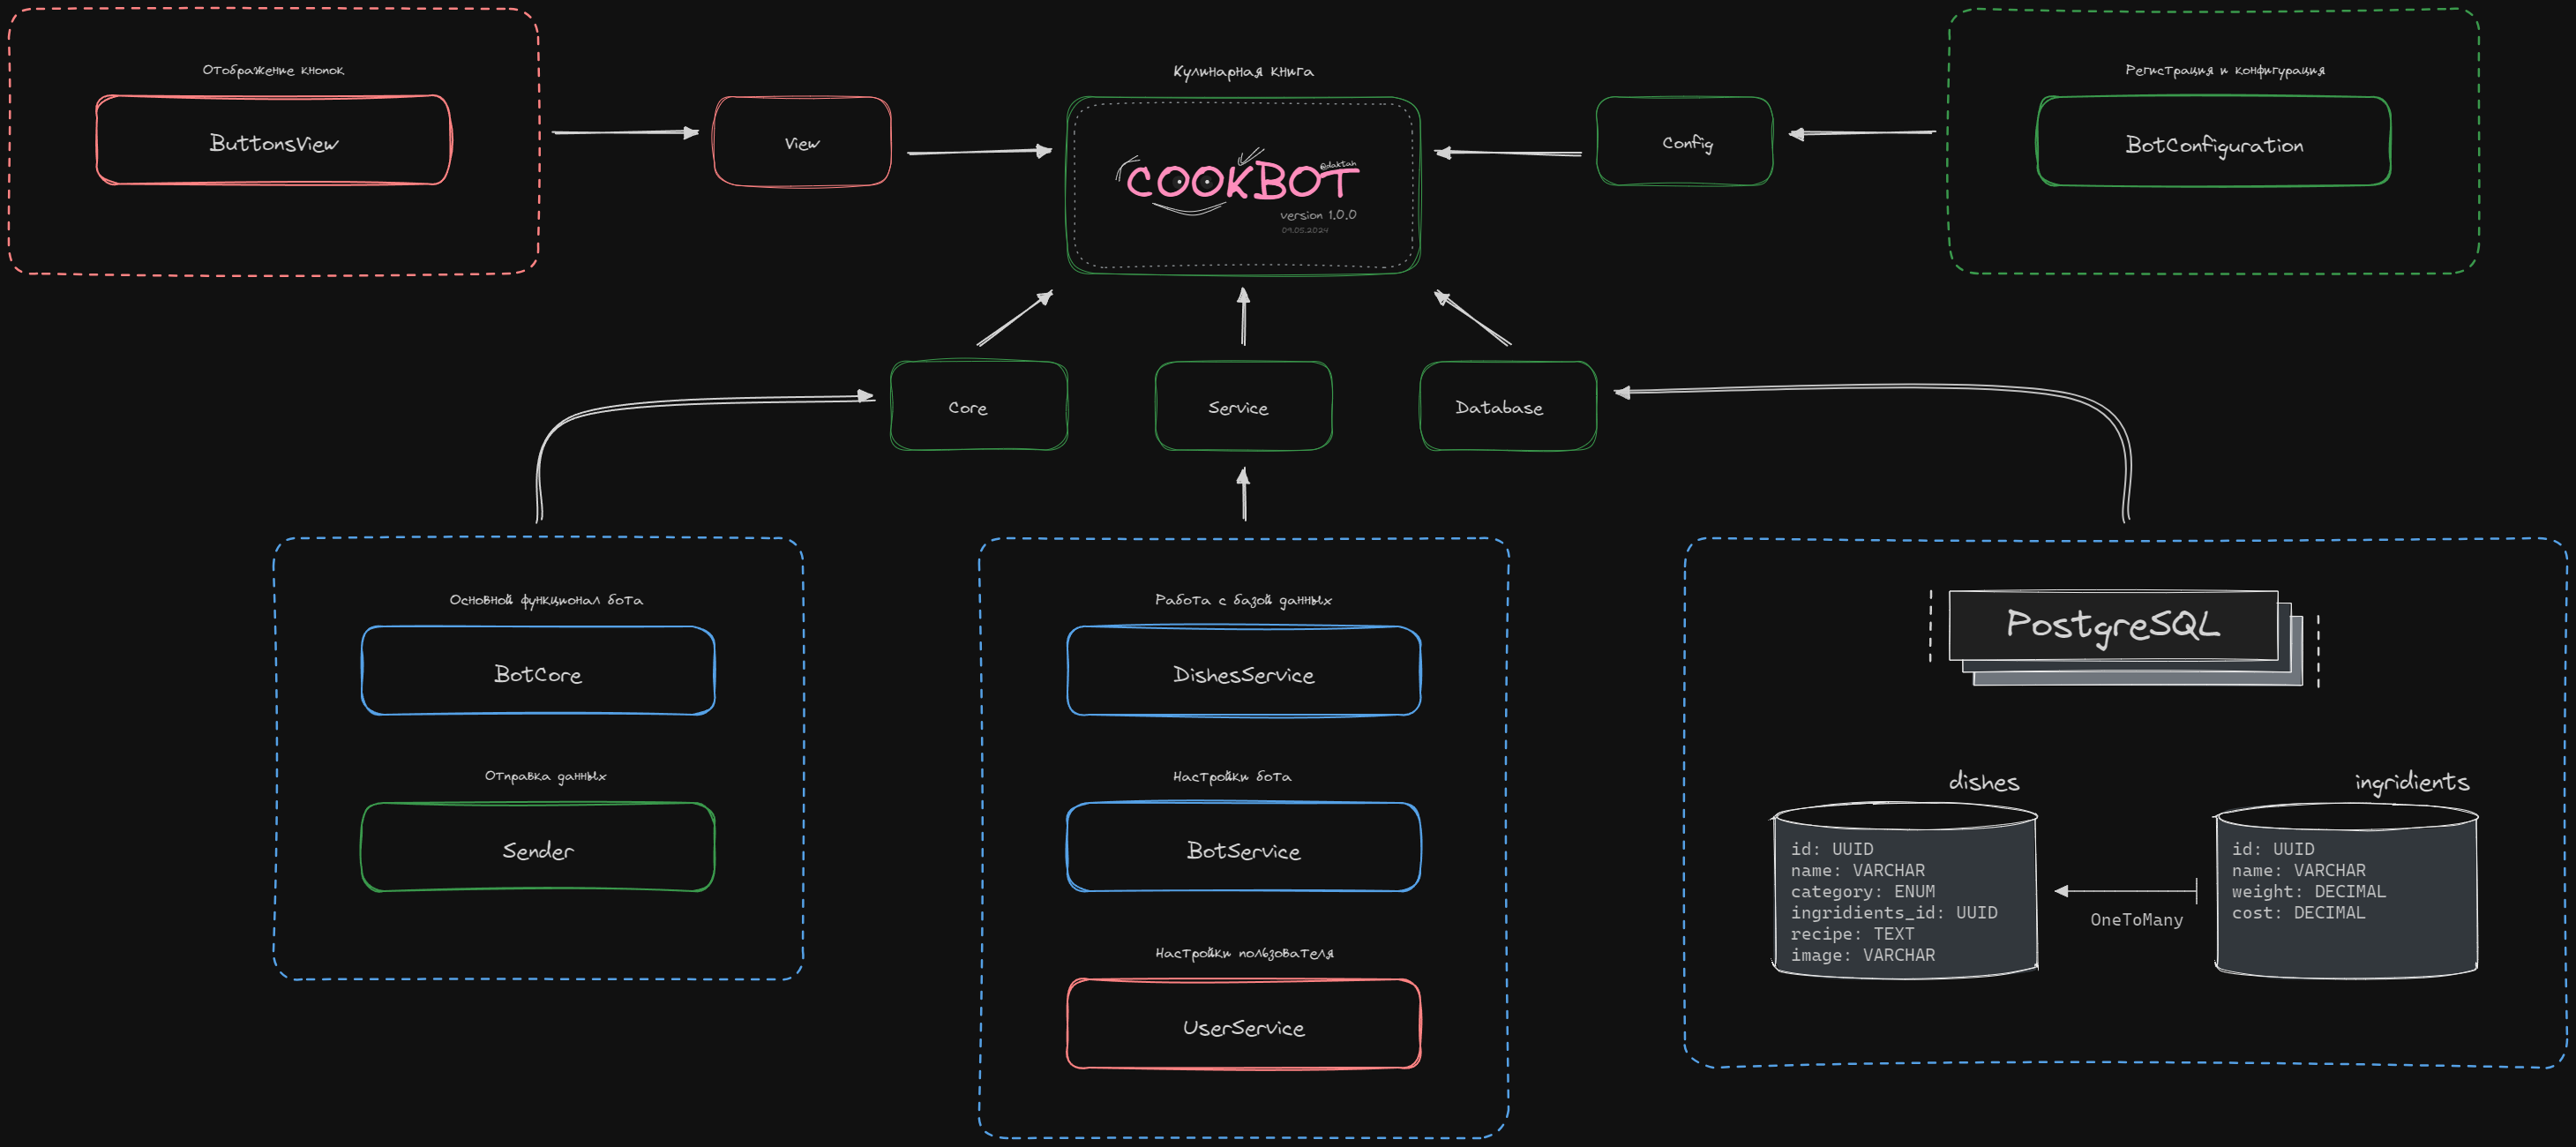 Отображение кнопок
ButtonsView
View
Кулинарная книга
COOKBOT
@daktah
version 1.0.0
09.05.2024
Config
Регистрация и конфигурация
BotConfiguration
Core
Service
Database
Основной функционал бота
BotCore
Отправка данных
Sender
Работа с базой данных
DishesService
Настройки бота
BotService
Настройки пользователя
UserService
PostgreSQL
dishes
id: UUID
name: VARCHAR
category: ENUM
ingridients_id: UUID
recipe: TEXT
image: VARCHAR
OneToMany
ingridients
id: UUID
name: VARCHAR
weight: DECIMAL
cost: DECIMAL